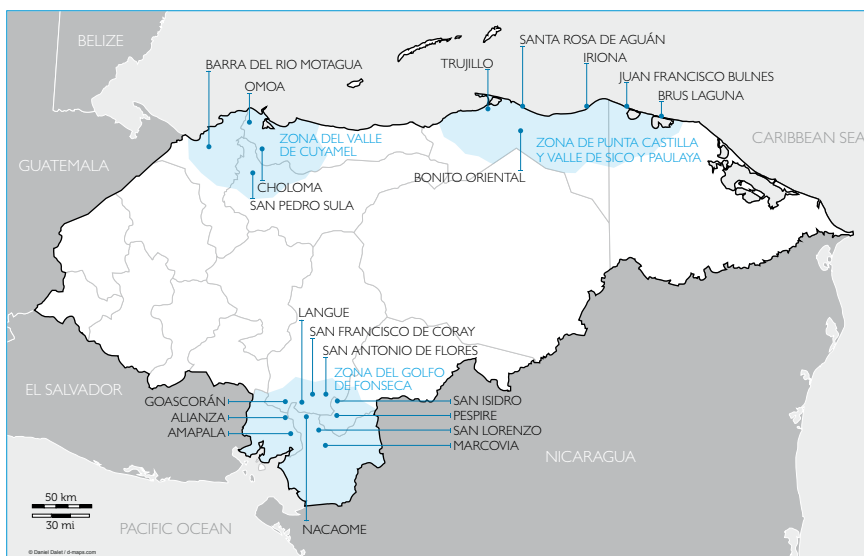 BELIZE
SANTA ROSA DE AGUÁN
IRIONA
TRUJILLO
BARRA DEL RIO MOTAGUA
JUAN FRANCISCO BULNES
OMOA
BRUS LAGUNA
CARIBBEAN SEA
ZONA DEL VALLE
DE CUYAMEL
ZONA DE PUNTA CASTILLA
Y VALLE DE SICO Y PAULAYA
GUATEMALA
BONITO ORIENTAL
CHOLOMA
SAN PEDRO SULA
LANGUE
SAN FRANCISCO DE CORAY
SAN ANTONIO DE FLORES
ZONA DEL GOLFO
DE FONSECA
EL SALVADOR
GOASCORÁN
ALIANZA
AMAPALA
SAN ISIDRO
PESPIRE
SAN LORENZO
MARCOVIA
NICARAGUA
50 km
30 mi
PACIFIC OCEAN
NACAOME
© Daniel Dalet / d-maps.com